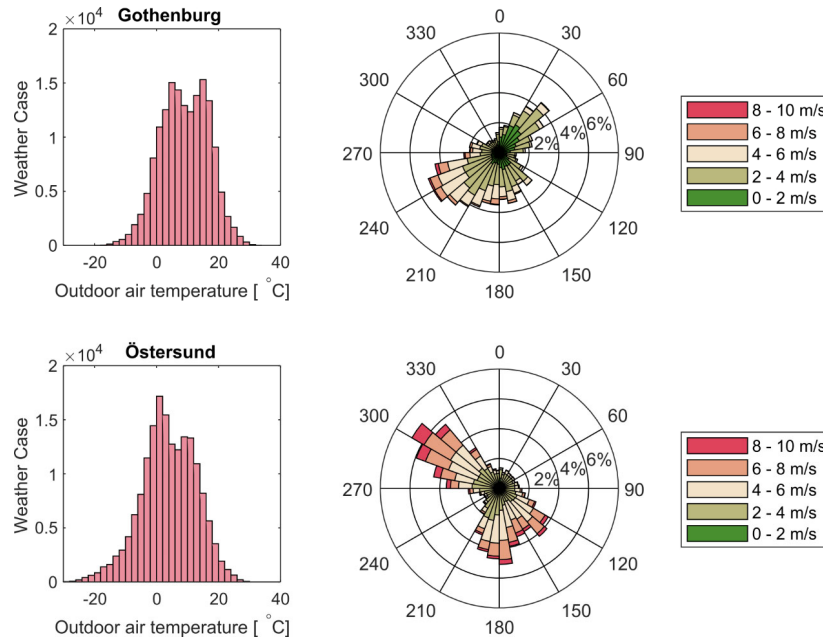 Gothenburg
×10⁴
2
1.5
1
0.5
0
Weather Case
-20 0 20 40
Outdoor air temperature [ °C]
0
30
60
90
120
150
180
210
240
270
300
330
2% 4% 6%
8 - 10 m/s
6 - 8 m/s
4 - 6 m/s
2 - 4 m/s
0 - 2 m/s
Östersund
×10⁴
2
1.5
1
0.5
0
Weather Case
-20 0 20 40
Outdoor air temperature [ °C]
0
30
60
90
120
150
180
210
240
270
300
330
2% 4% 6%
8 - 10 m/s
6 - 8 m/s
4 - 6 m/s
2 - 4 m/s
0 - 2 m/s